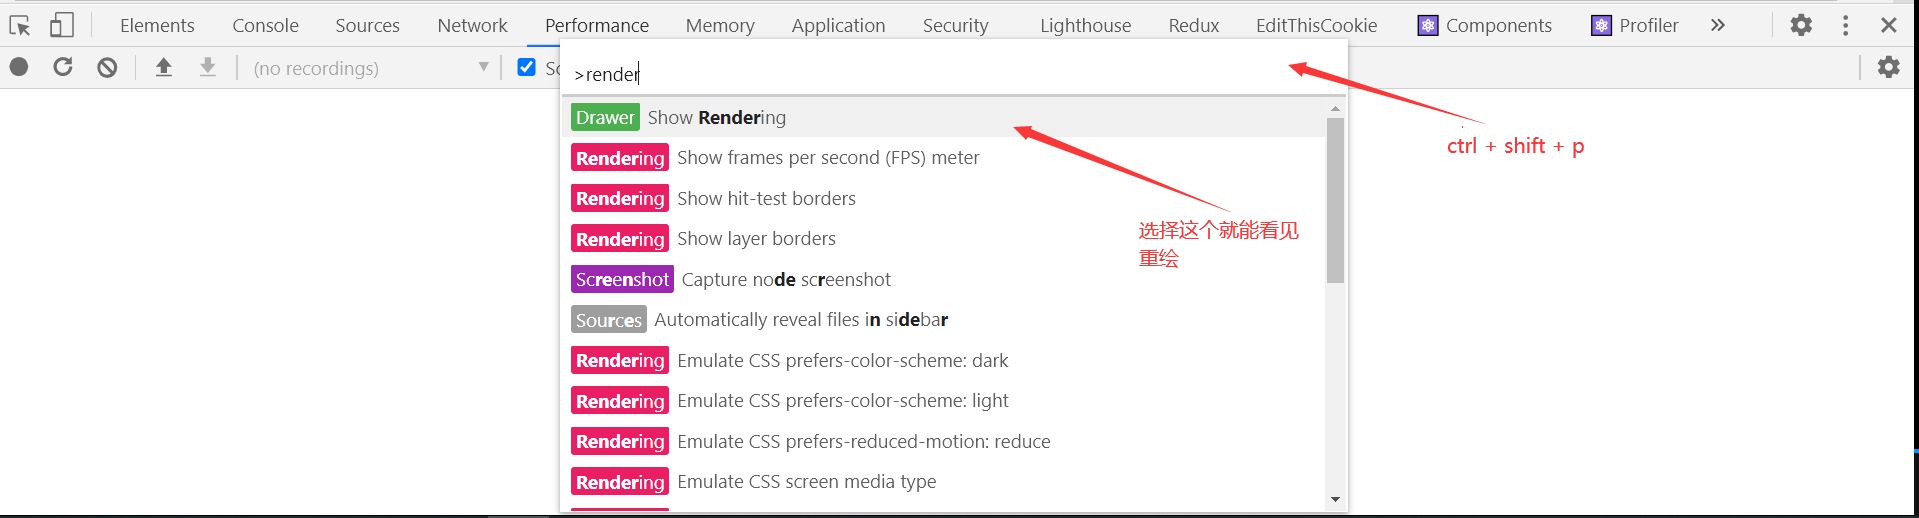 Elements Console Sources Network Performance Memory Application Security Lighthouse Redux EditThisCookie Components Profiler »
(no recordings) Sc
>render
Drawer Show Rendering
Rendering Show frames per second (FPS) meter
Rendering Show hit-test borders
Rendering Show layer borders
Screenshot Capture node screenshot
Sources Automatically reveal files in sidebar
Rendering Emulate CSS prefers-color-scheme: dark
Rendering Emulate CSS prefers-color-scheme: light
Rendering Emulate CSS prefers-reduced-motion: reduce
Rendering Emulate CSS screen media type
ctrl + shift + p
选择这个就能看见
重绘